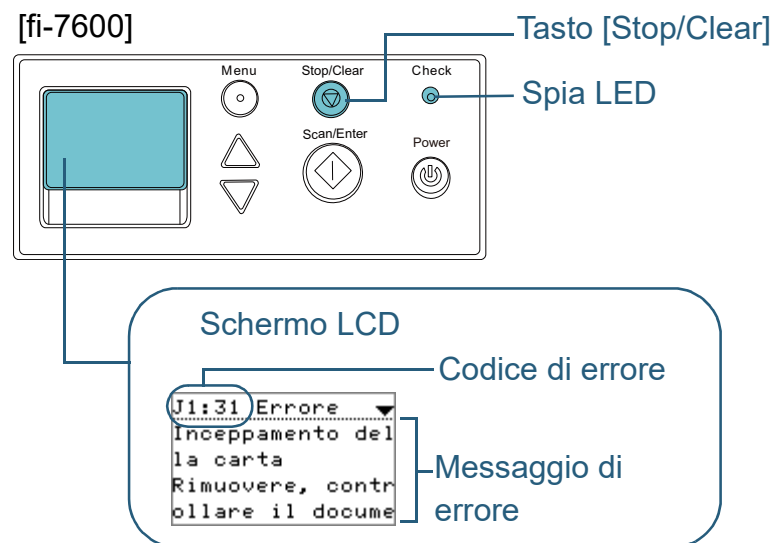 [fi-7600]
Tasto [Stop/Clear]
Menu
Stop/Clear
Check
Spia LED
Scan/Enter
Power
Schermo LCD
Codice di errore
J1:31 Errore
Inceppamento del
la carta
Rimuovere, contr
ollare il docume
Messaggio di
errore